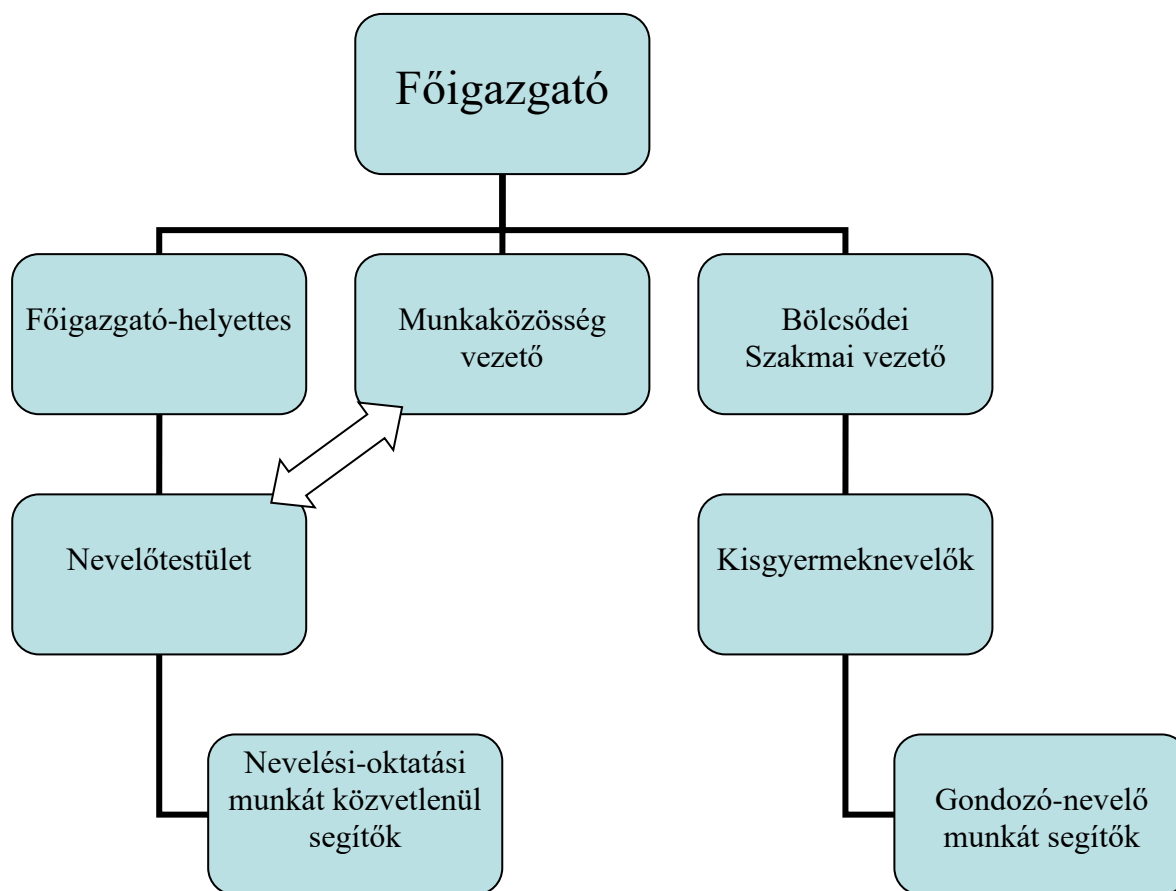 Főigazgató
Főigazgató-helyettes
Munkaközösség
vezető
Bölcsődei
Szakmai vezető
Nevelőtestület
Kisgyermeknevelők
Nevelési-oktatási
munkát közvetlenül
segítők
Gondozó-nevelő
munkát segítők